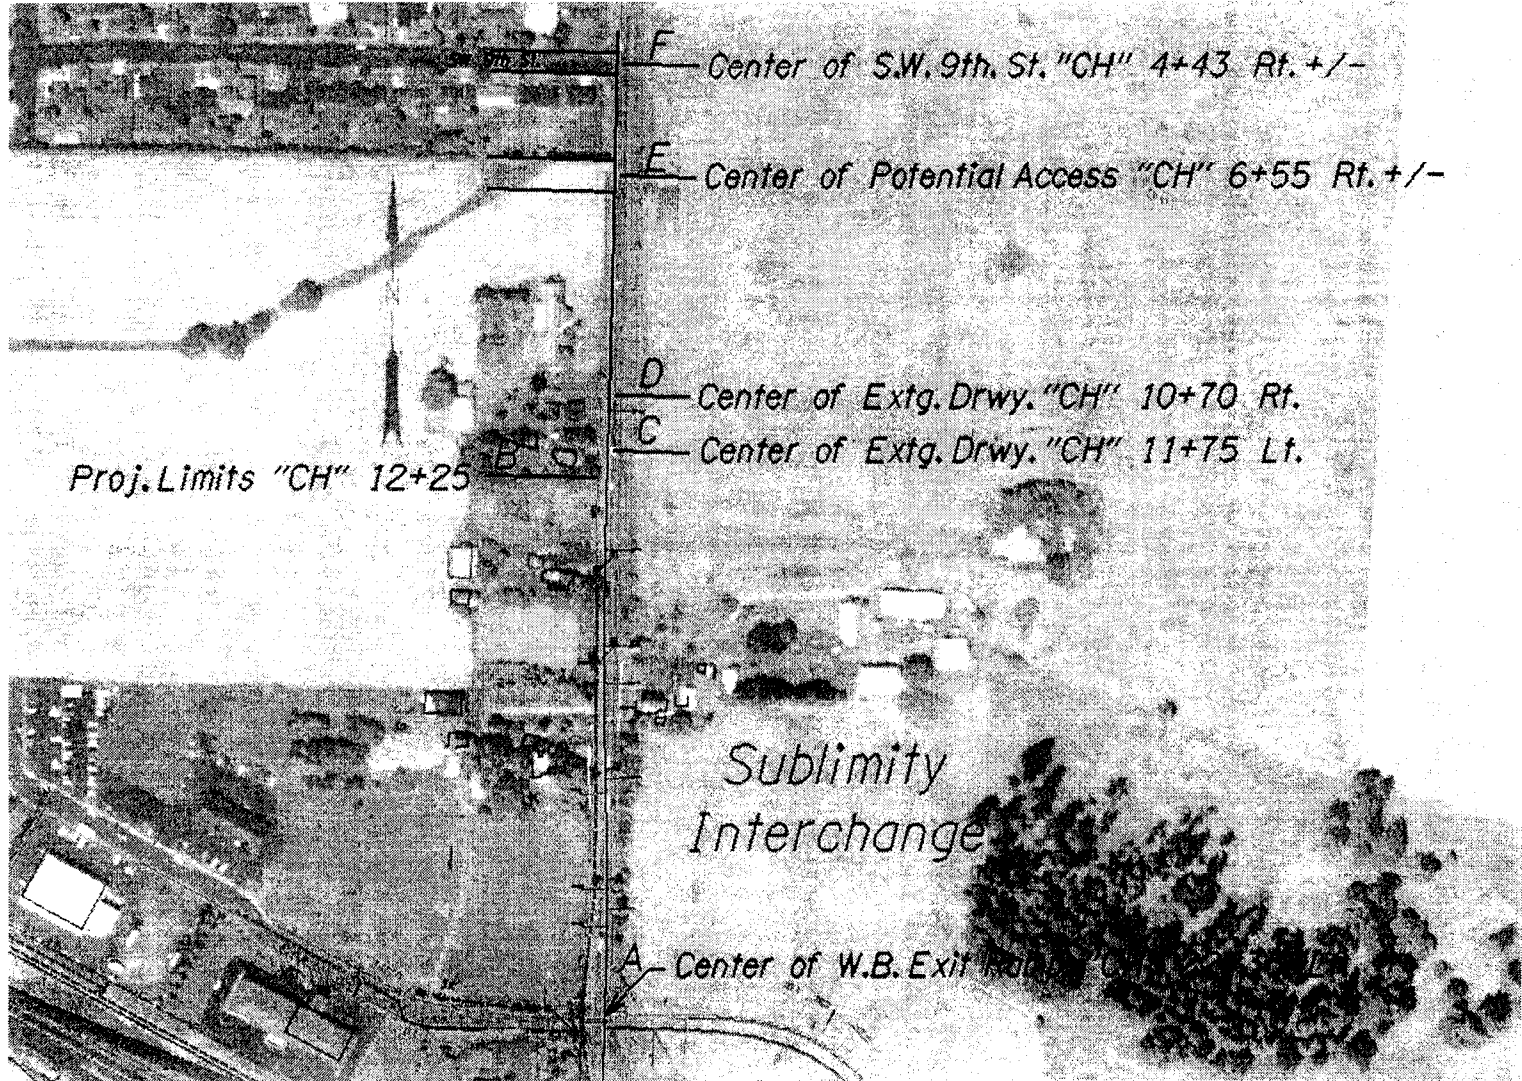 S.W. 9th. St.
F
Center of S.W. 9th. St. "CH" 4+43 Rt. +/-
E
Center of Potential Access "CH" 6+55 Rt. +/-
D
Center of Extg. Drwy. "CH" 10+70 Rt.
C
Center of Extg. Drwy. "CH" 11+75 Lt.
B
Proj. Limits "CH" 12+25
Sublimity
Interchange
A
Center of W.B. Exit